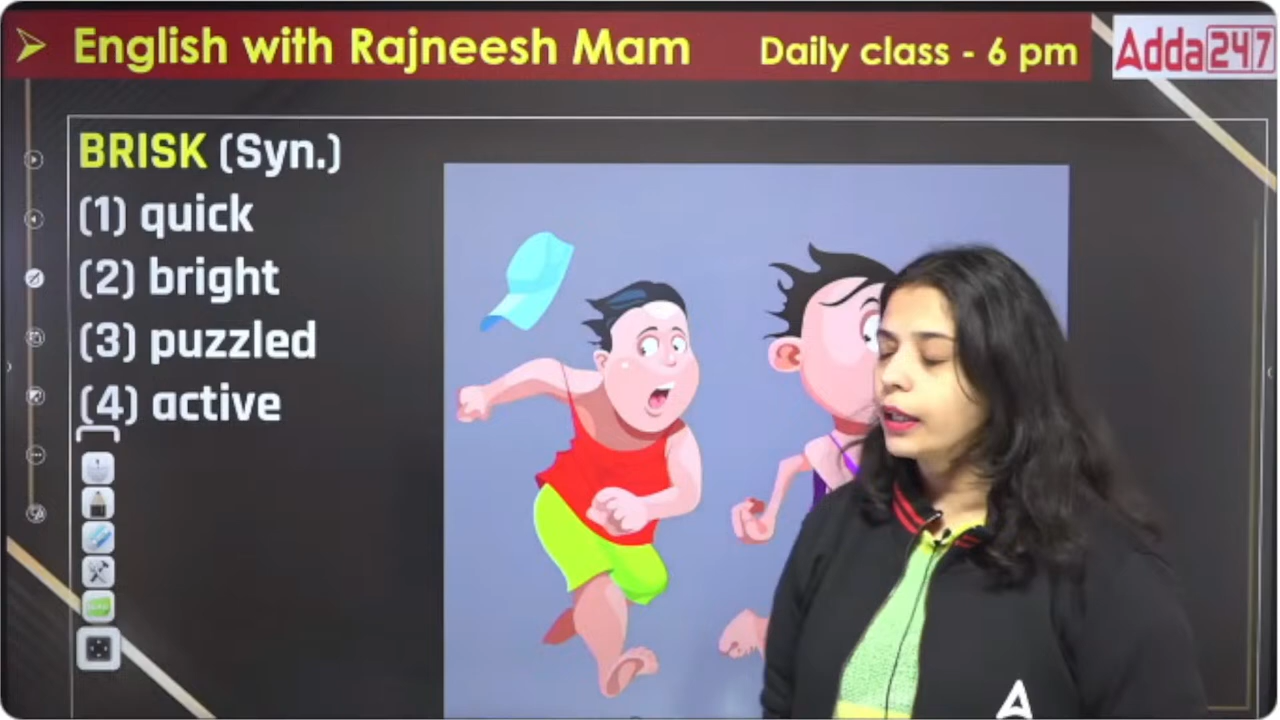 English with Rajneesh Mam
Daily class - 6 pm
Adda247
BRISK (Syn.)
(1) quick
(2) bright
(3) puzzled
(4) active